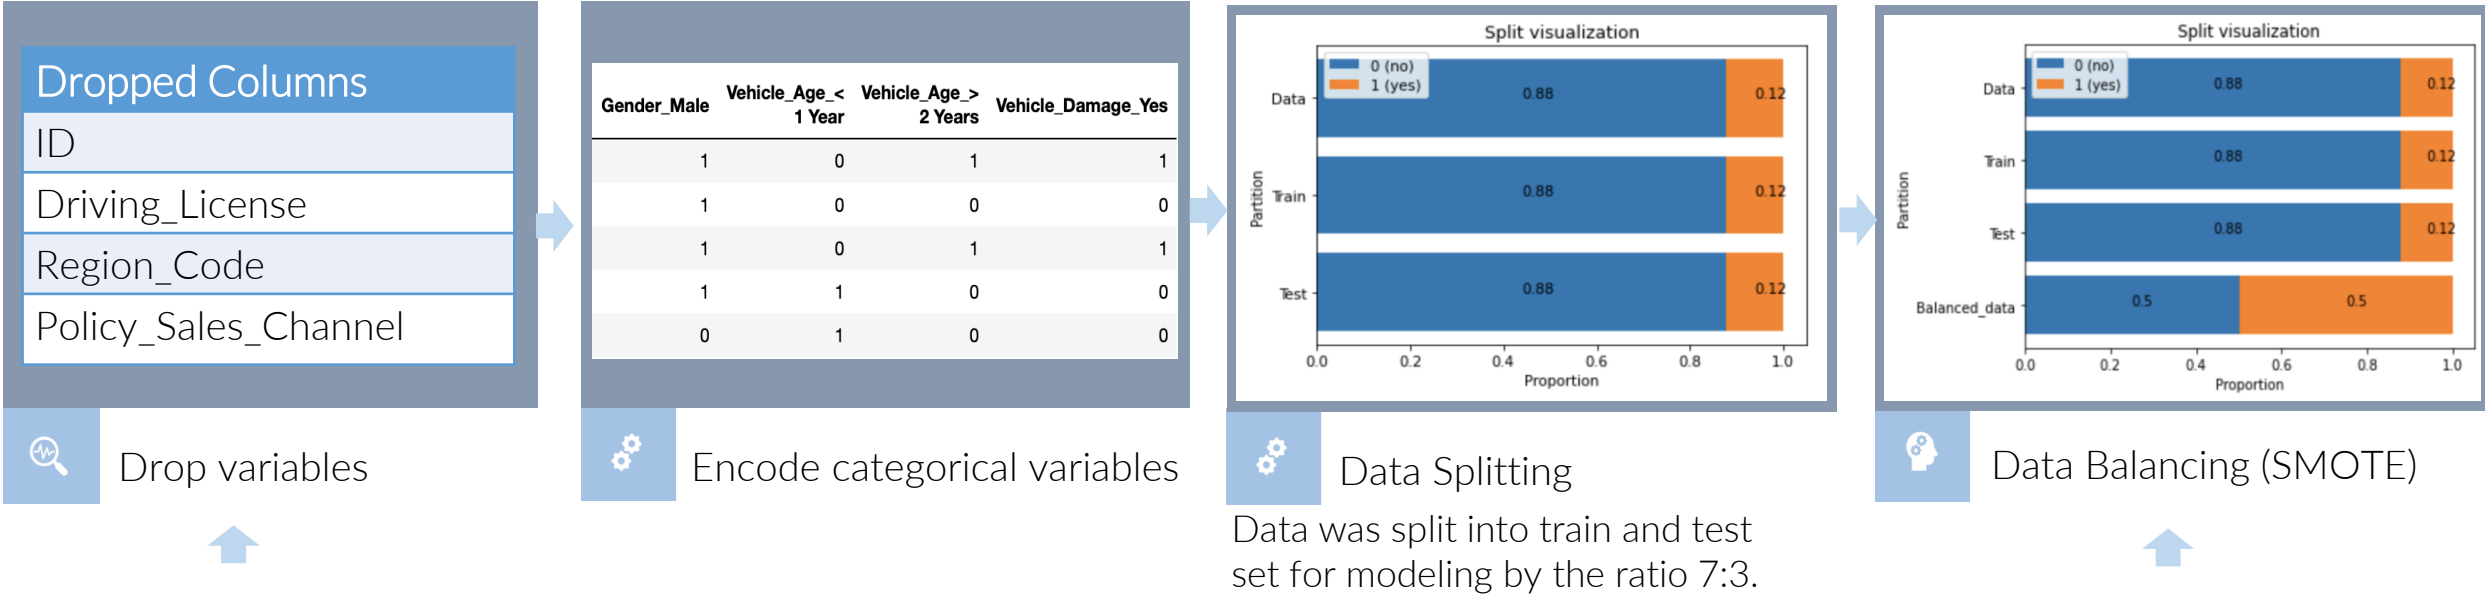 Dropped Columns
ID
Driving_License
Region_Code
Policy_Sales_Channel
Drop variables
Gender_Male Vehicle_Age_< 1 Year Vehicle_Age_> 2 Years Vehicle_Damage_Yes
1 0 1 1
1 0 0 0
1 0 1 1
1 1 0 0
0 1 0 0
Encode categorical variables
Split visualization
0 (no)
1 (yes)
Data 0.88 0.12
Train 0.88 0.12
Test 0.88 0.12
Partition
0.0 0.2 0.4 0.6 0.8 1.0
Proportion
Data Splitting
Data was split into train and test
set for modeling by the ratio 7:3.
Split visualization
0 (no)
1 (yes)
Data 0.88 0.12
Train 0.88 0.12
Test 0.88 0.12
Balanced_data 0.5 0.5
Partition
0.0 0.2 0.4 0.6 0.8 1.0
Proportion
Data Balancing (SMOTE)